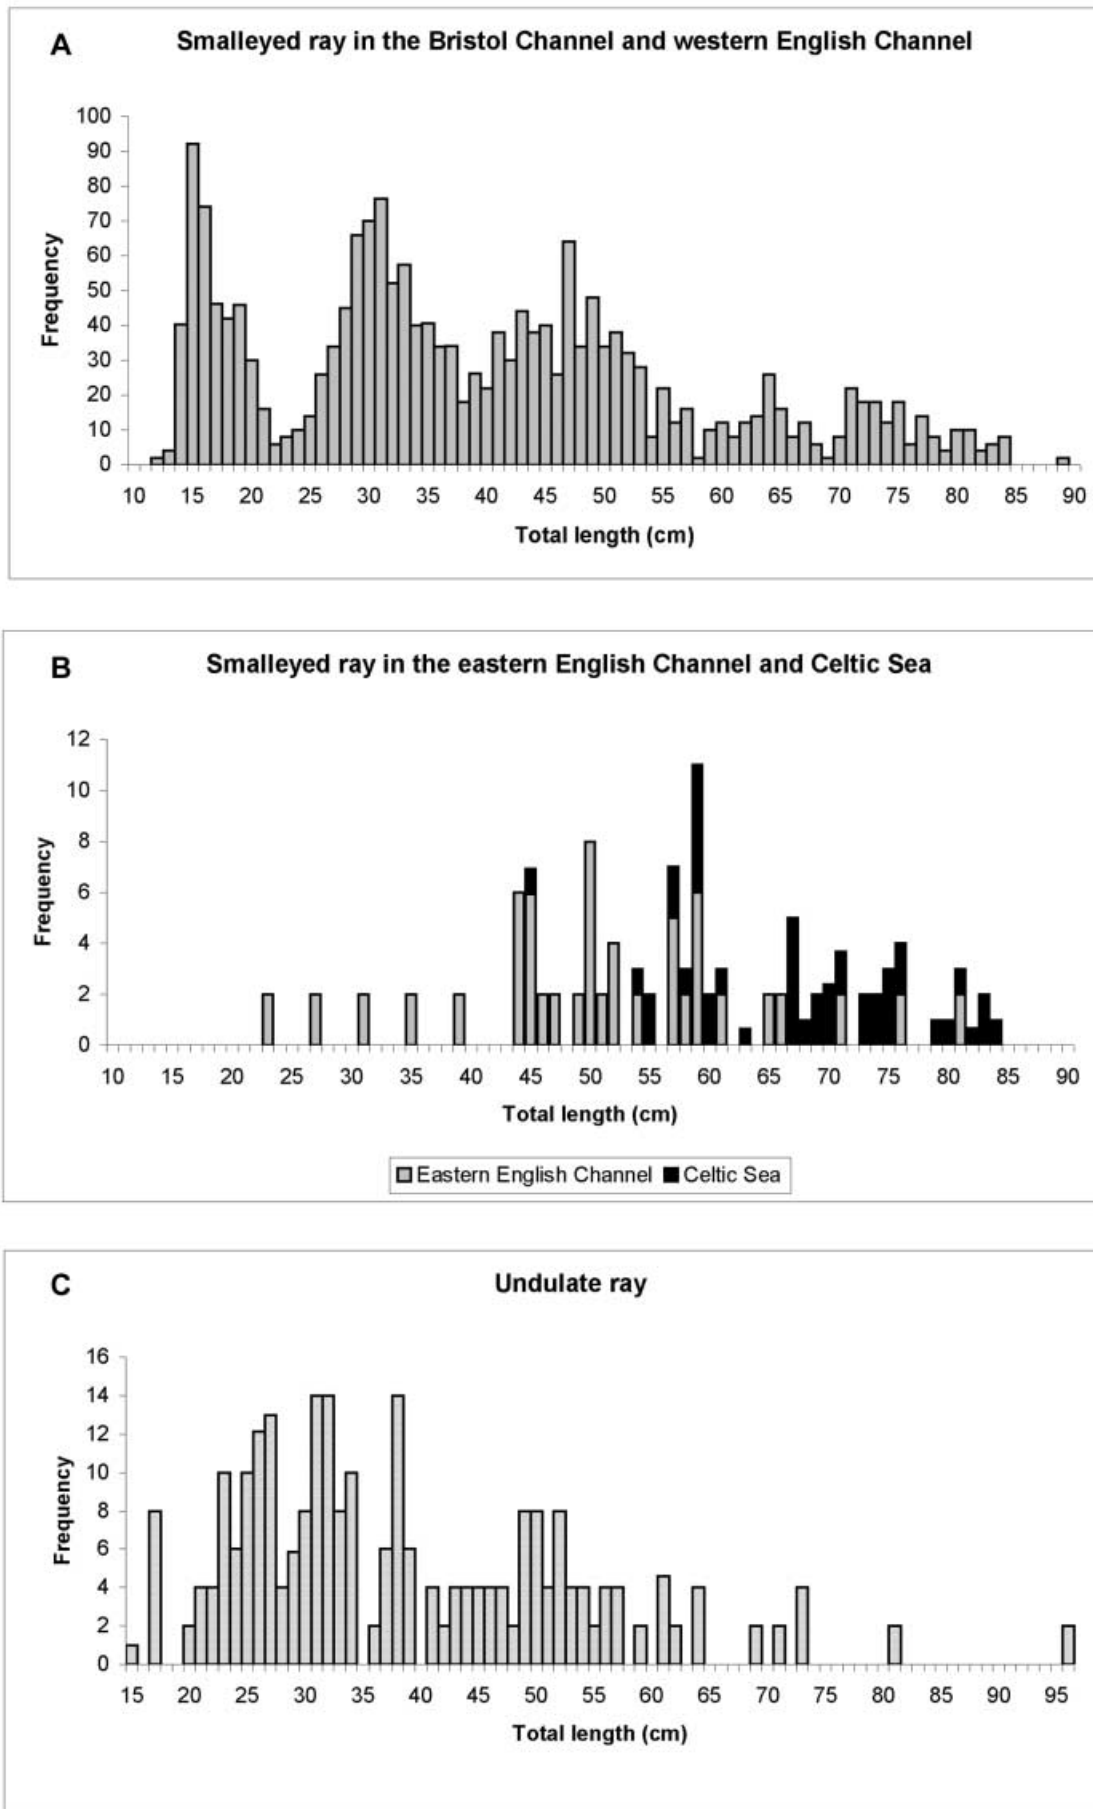 A
Smalleyed ray in the Bristol Channel and western English Channel
100
90
80
70
60
50
40
30
20
10
0
Frequency
10 15 20 25 30 35 40 45 50 55 60 65 70 75 80 85 90
Total length (cm)
B
Smalleyed ray in the eastern English Channel and Celtic Sea
12
10
8
6
4
2
0
Frequency
10 15 20 25 30 35 40 45 50 55 60 65 70 75 80 85 90
Total length (cm)
Eastern English Channel Celtic Sea
C
Undulate ray
16
14
12
10
8
6
4
2
0
Frequency
15 20 25 30 35 40 45 50 55 60 65 70 75 80 85 90 95
Total length (cm)